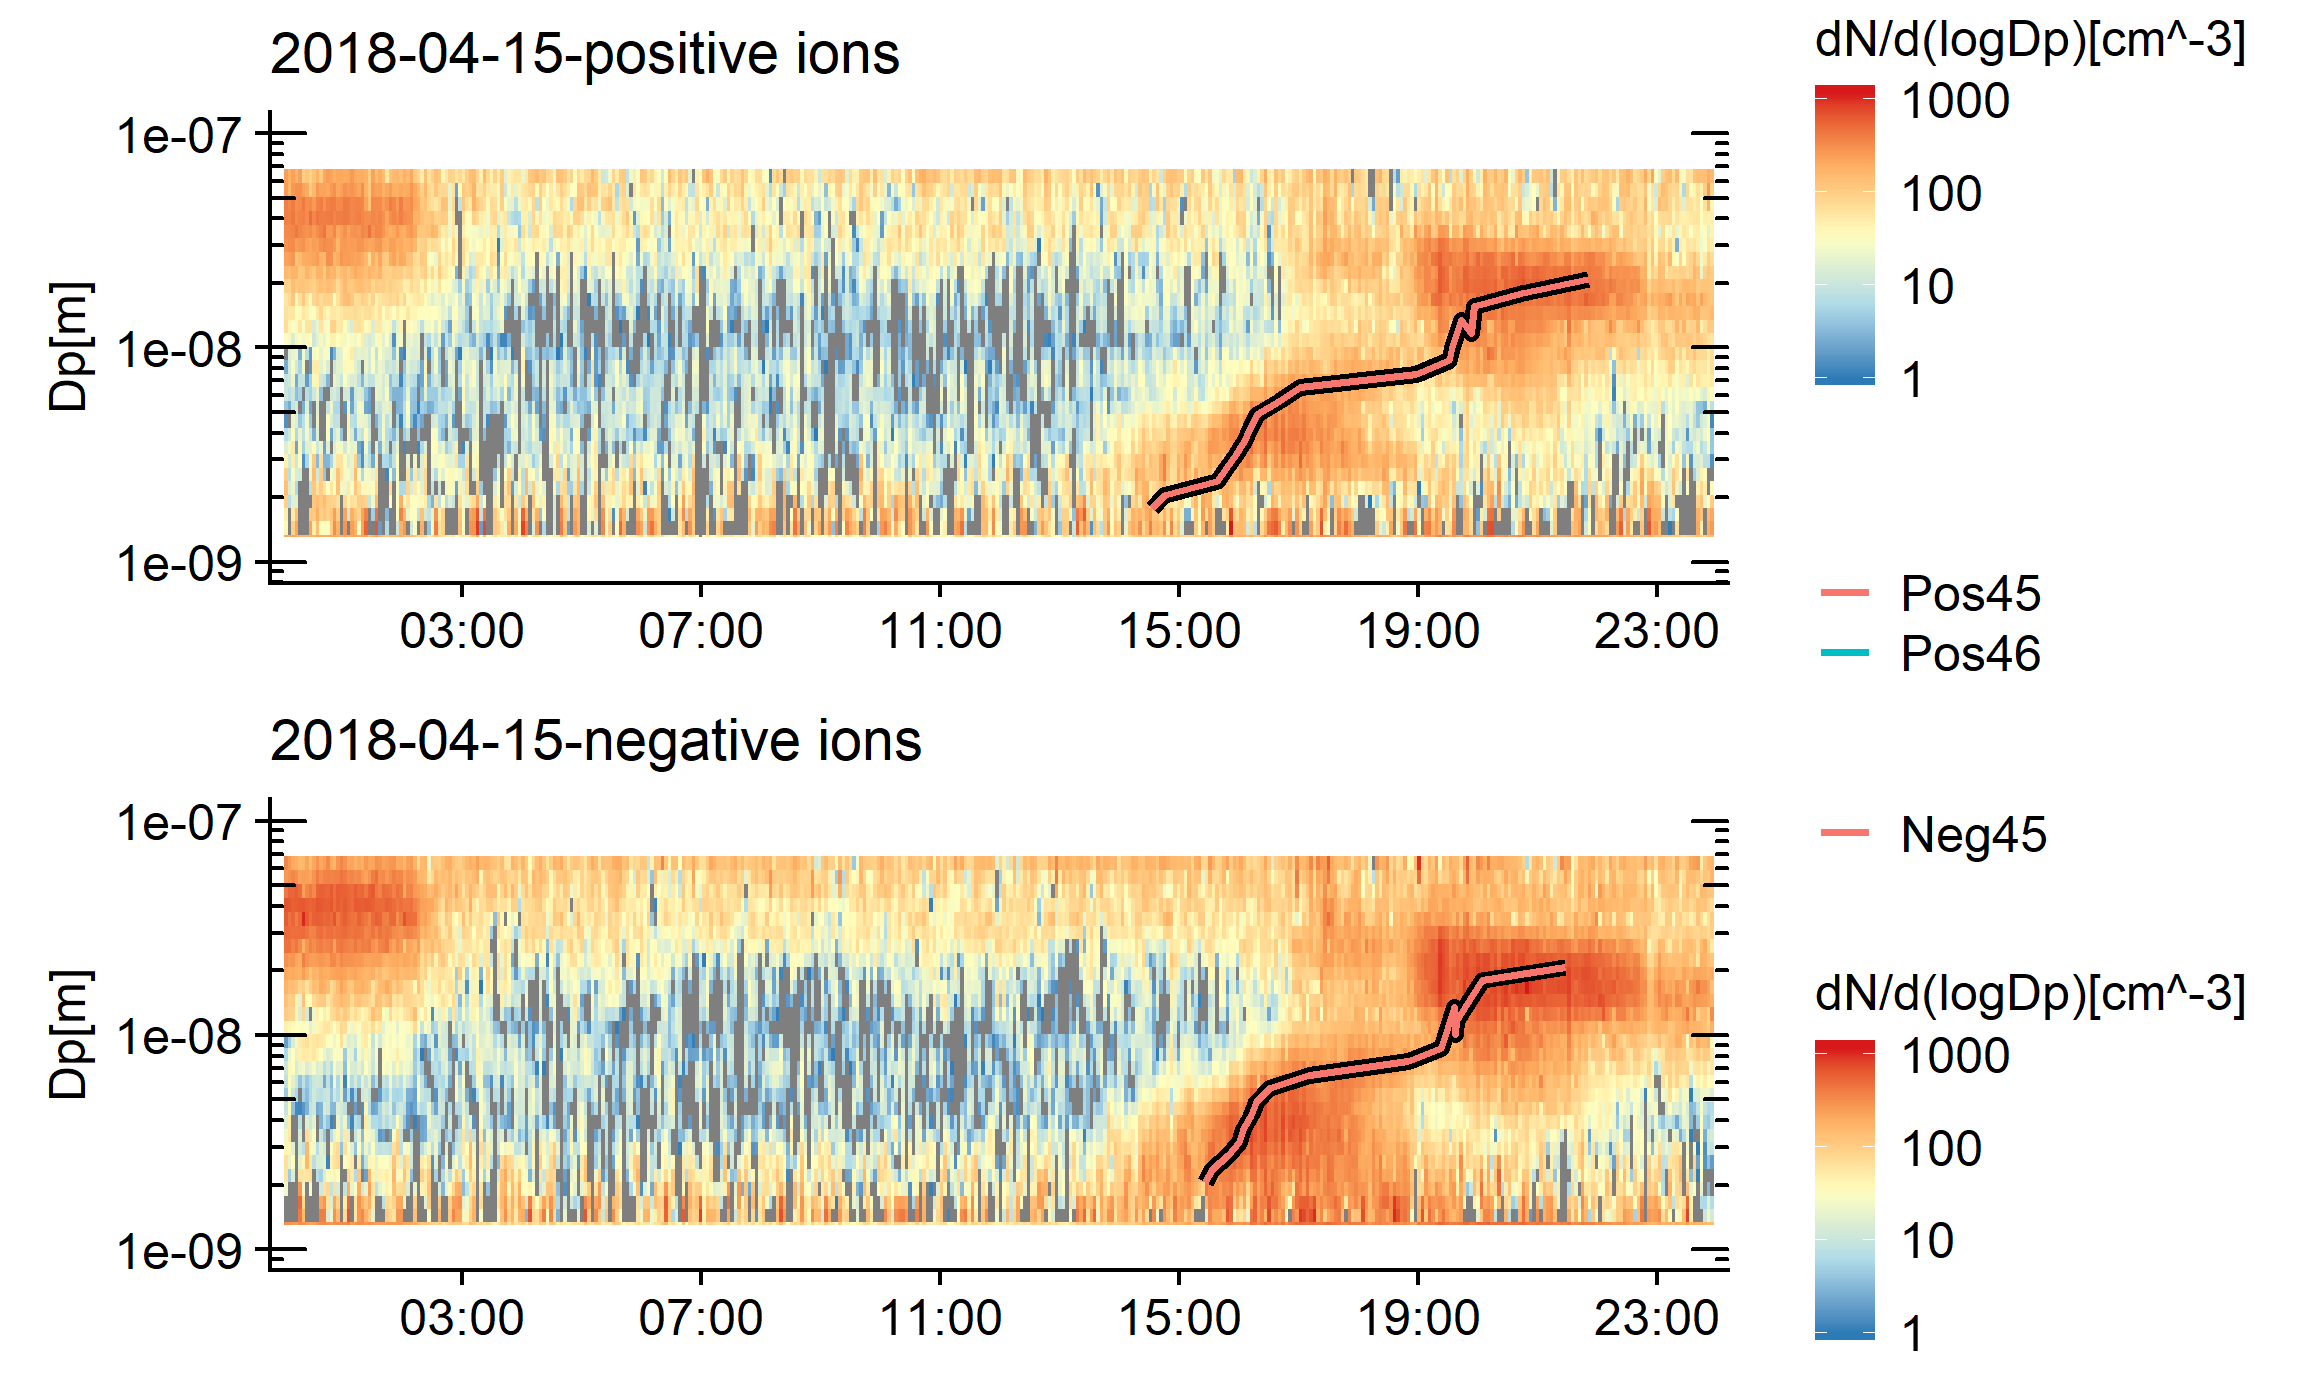 2018-04-15-positive ions
dN/d(logDp)[cm^-3]
1000
100
10
1
1e-07
1e-08
1e-09
Dp[m]
03:00 07:00 11:00 15:00 19:00 23:00
Pos45
Pos46
2018-04-15-negative ions
Neg45
1e-07
1e-08
1e-09
Dp[m]
03:00 07:00 11:00 15:00 19:00 23:00
dN/d(logDp)[cm^-3]
1000
100
10
1